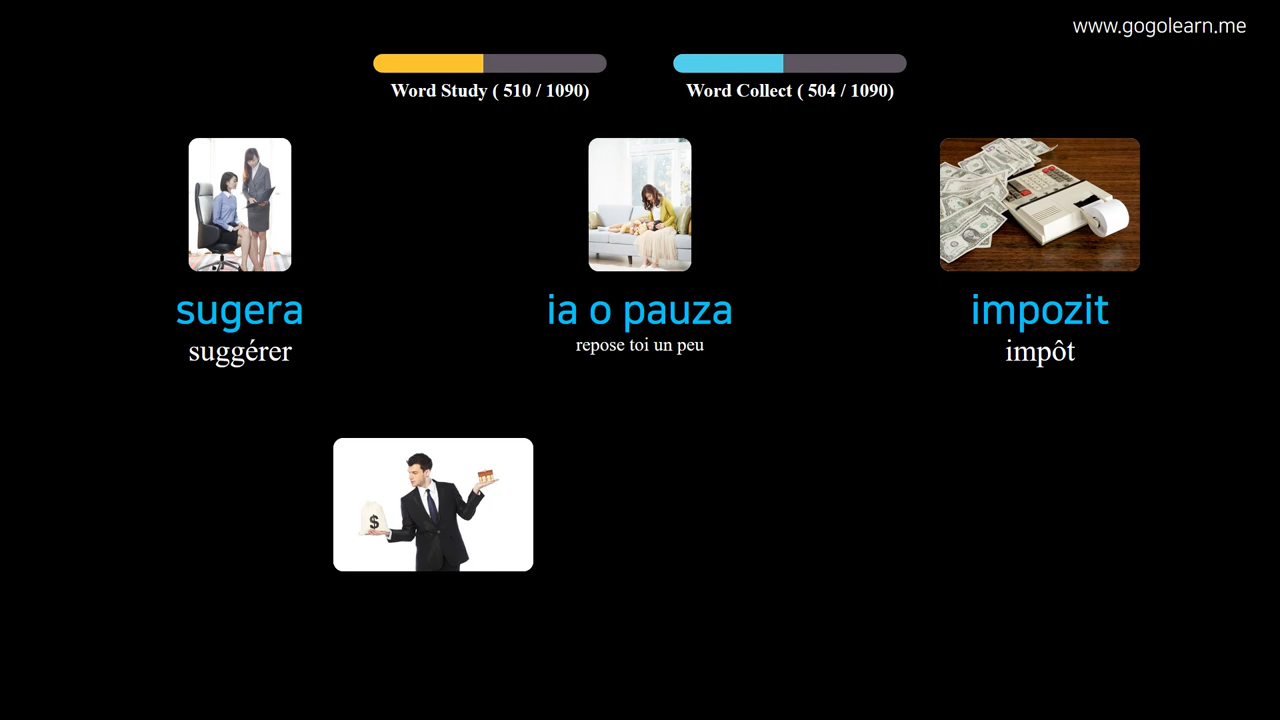 www.gogolearn.me
Word Study ( 510 / 1090)
Word Collect ( 504 / 1090)
sugera
suggérer
ia o pauza
repose toi un peu
impozit
impôt
$